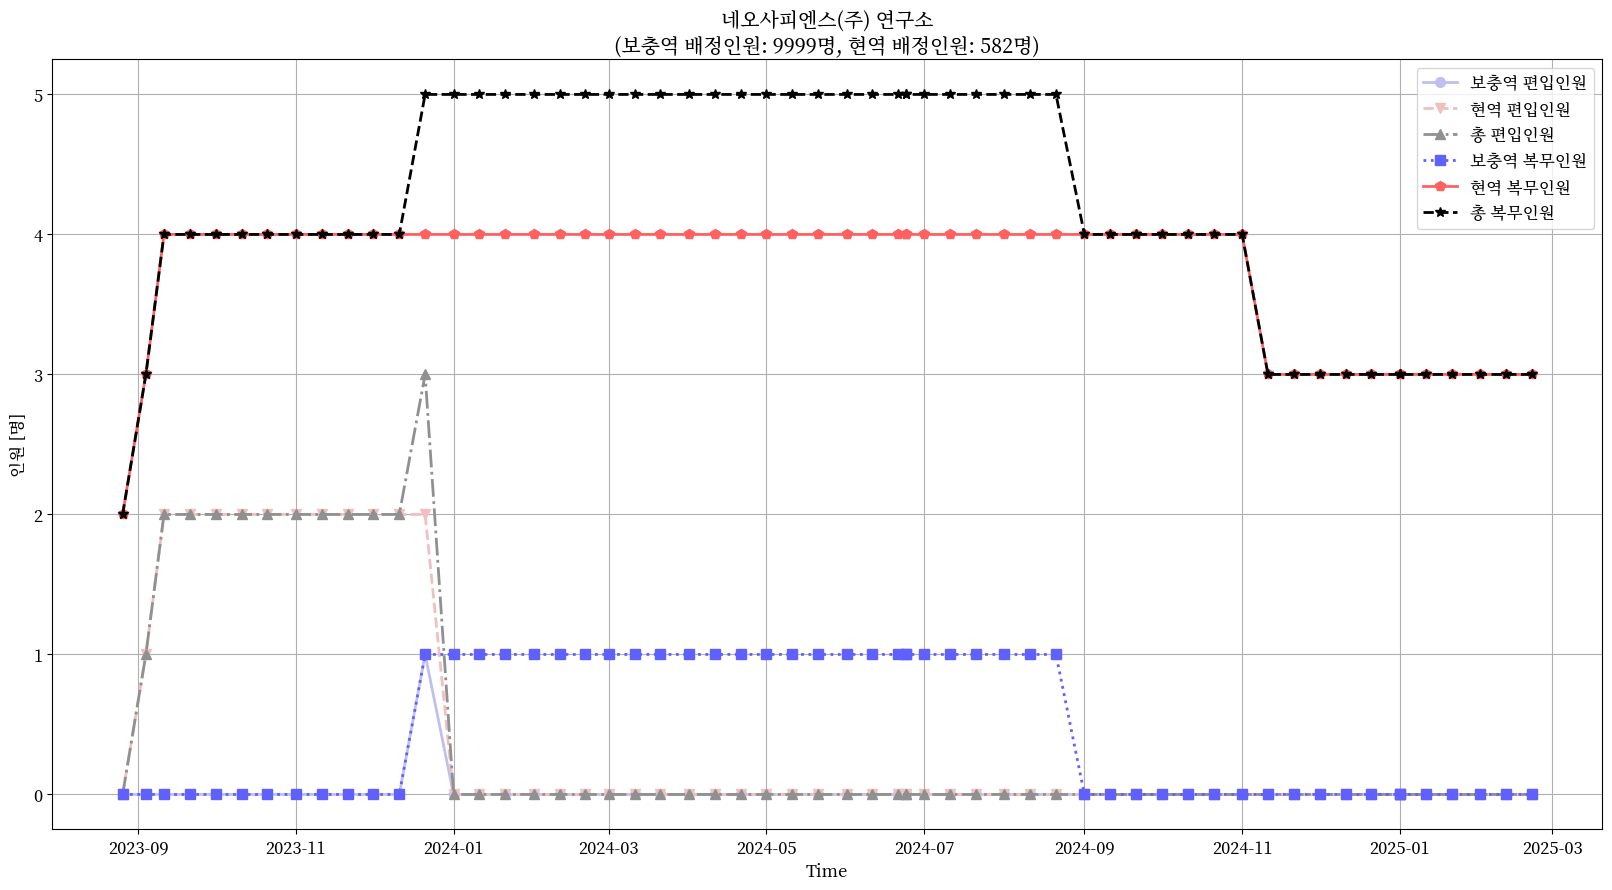 네오사피엔스(주) 연구소
(보충역 배정인원: 9999명, 현역 배정인원: 582명)
보충역 편입인원
현역 편입인원
총 편입인원
보충역 복무인원
현역 복무인원
총 복무인원
인원 [명]
5
4
3
2
1
0
2023-09
2023-11
2024-01
2024-03
2024-05
2024-07
2024-09
2024-11
2025-01
2025-03
Time